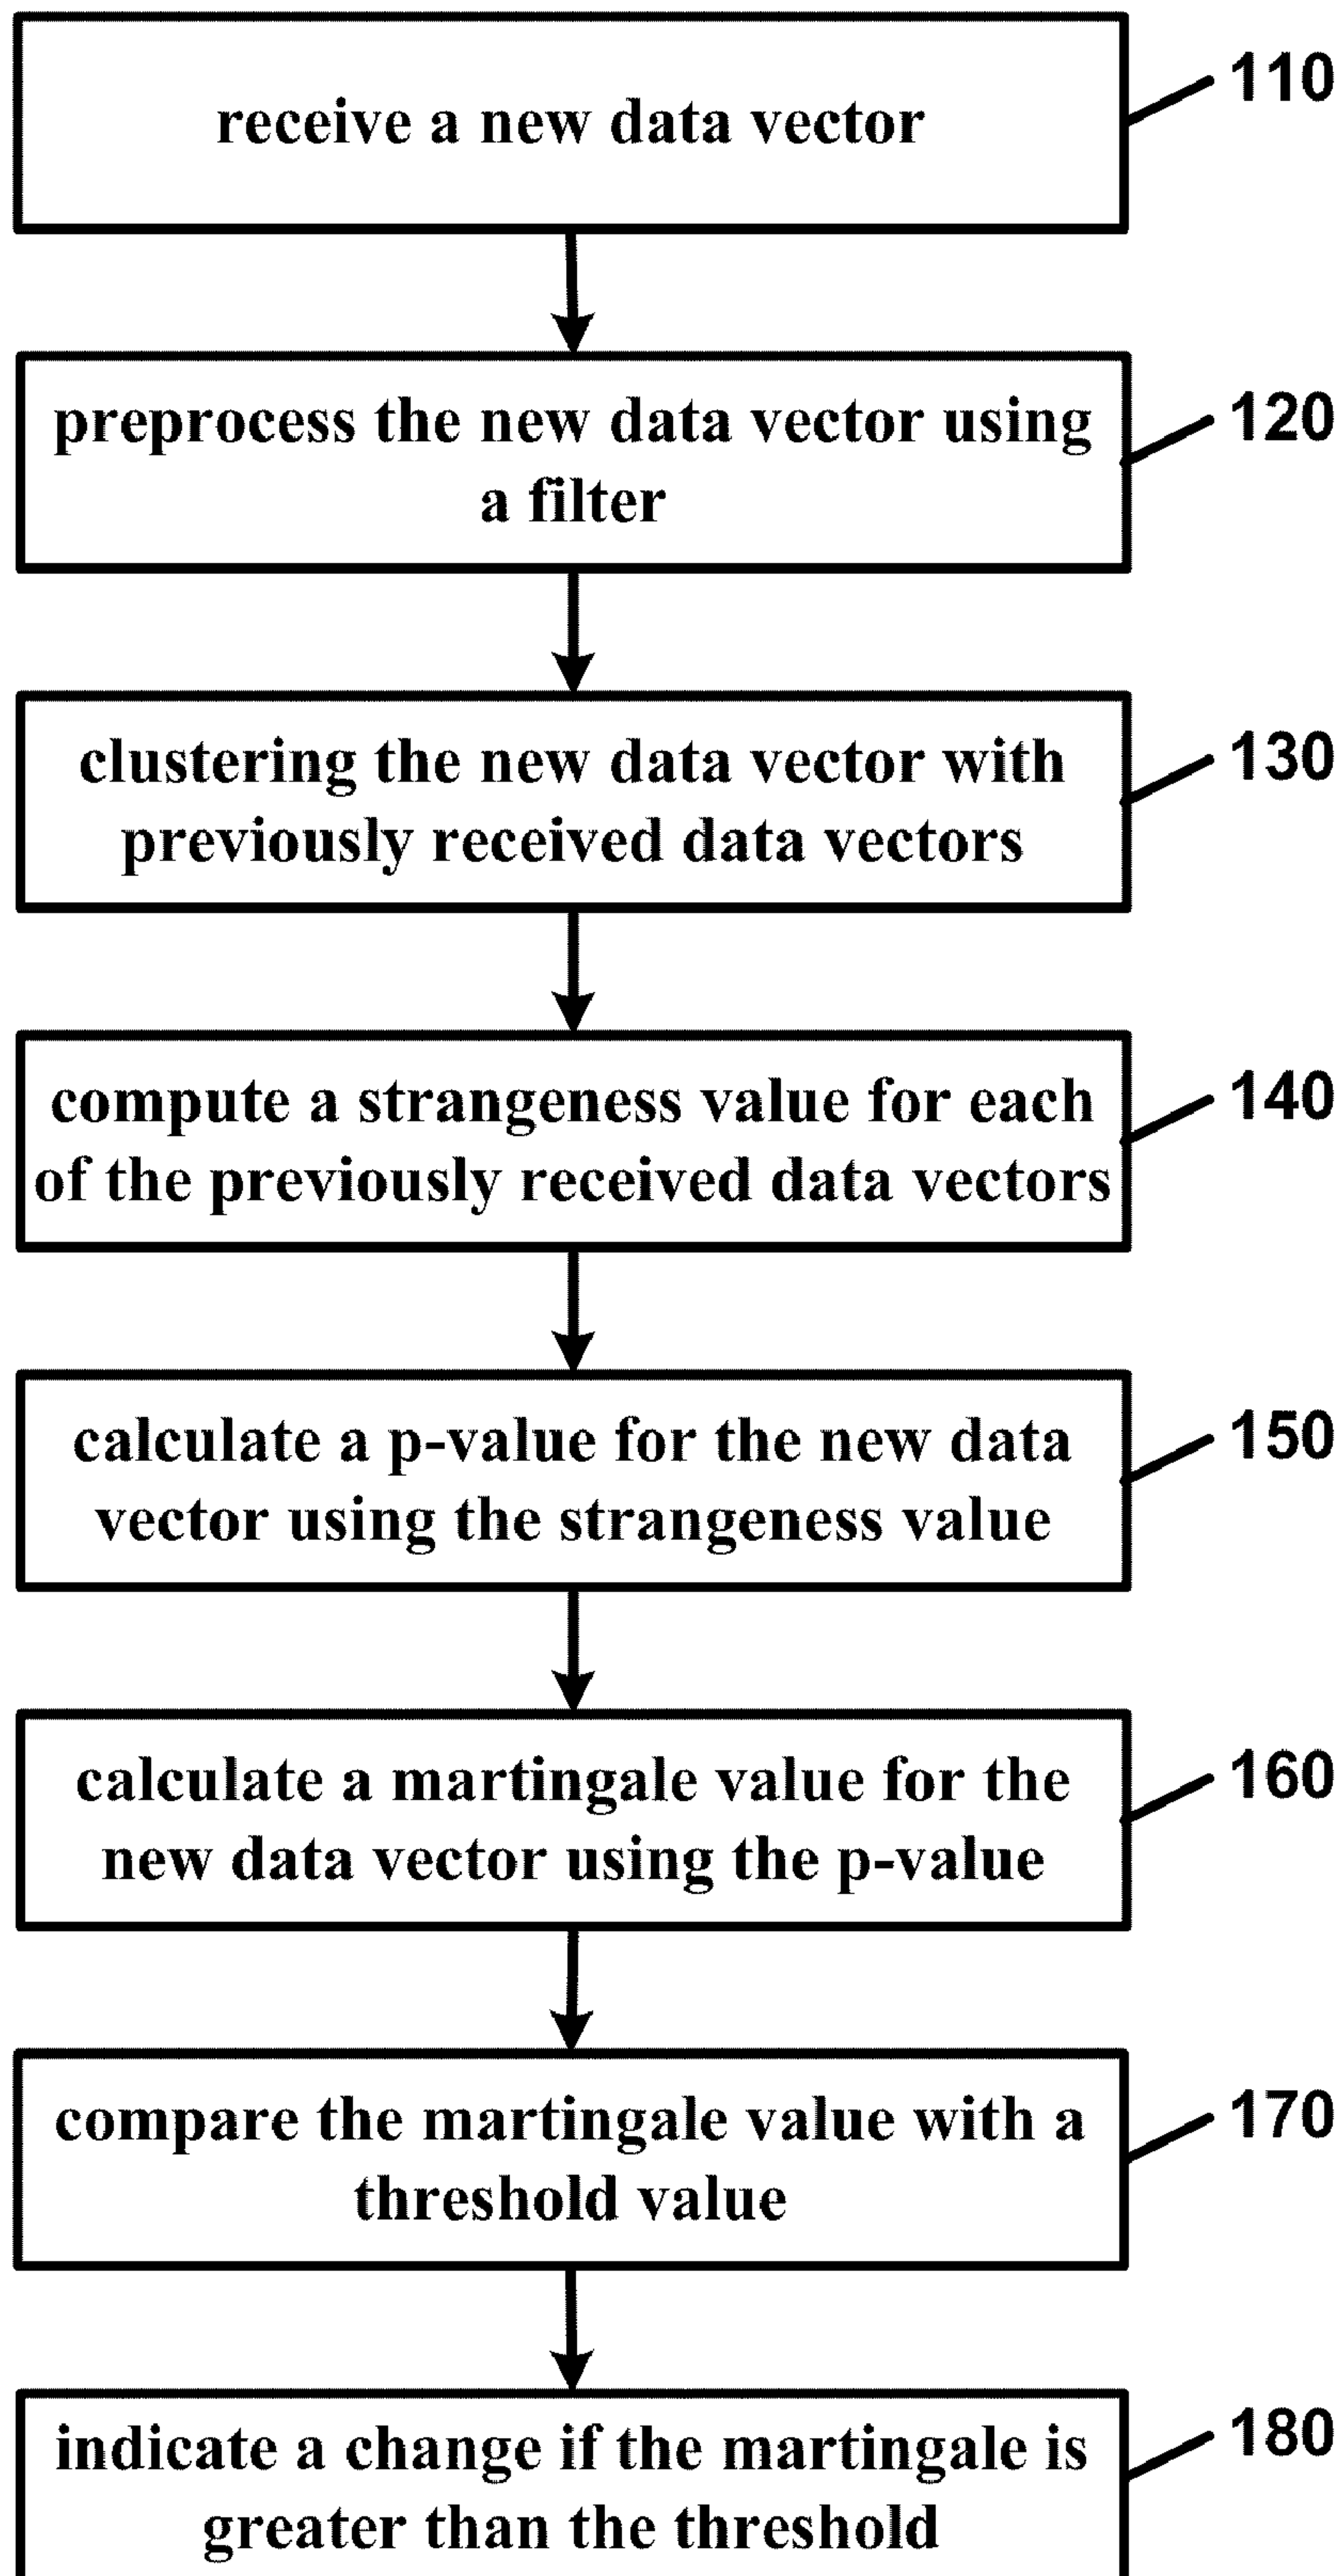 receive a new data vector
110
preprocess the new data vector using
a filter
120
clustering the new data vector with
previously received data vectors
130
compute a strangeness value for each
of the previously received data vectors
140
calculate a p-value for the new data
vector using the strangeness value
150
calculate a martingale value for the
new data vector using the p-value
160
compare the martingale value with a
threshold value
170
indicate a change if the martingale is
greater than the threshold
180